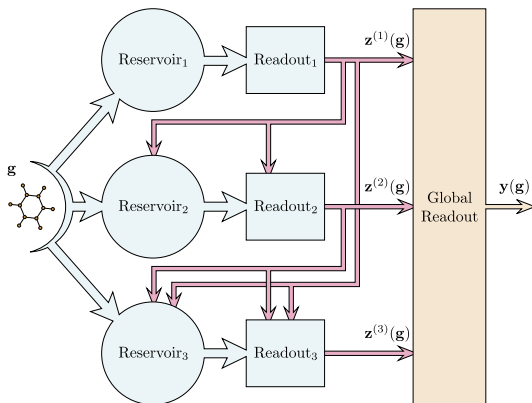 Reservoir₁
Readout₁
z⁽¹⁾(g)
g
Reservoir₂
Readout₂
z⁽²⁾(g)
Global
Readout
y(g)
Reservoir₃
Readout₃
z⁽³⁾(g)